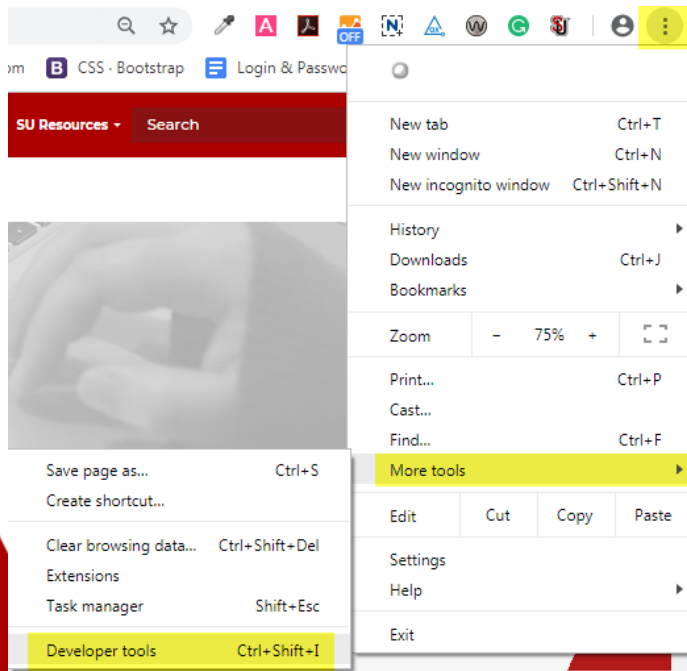 OFF
om B CSS · Bootstrap Login & Passwo
SU Resources Search
New tab Ctrl+T
New window Ctrl+N
New incognito window Ctrl+Shift+N
History
Downloads Ctrl+J
Bookmarks
Zoom - 75% +
Print... Ctrl+P
Cast...
Find... Ctrl+F
More tools
Edit Cut Copy Paste
Settings
Help
Exit
Save page as... Ctrl+S
Create shortcut...
Clear browsing data... Ctrl+Shift+Del
Extensions
Task manager Shift+Esc
Developer tools Ctrl+Shift+I